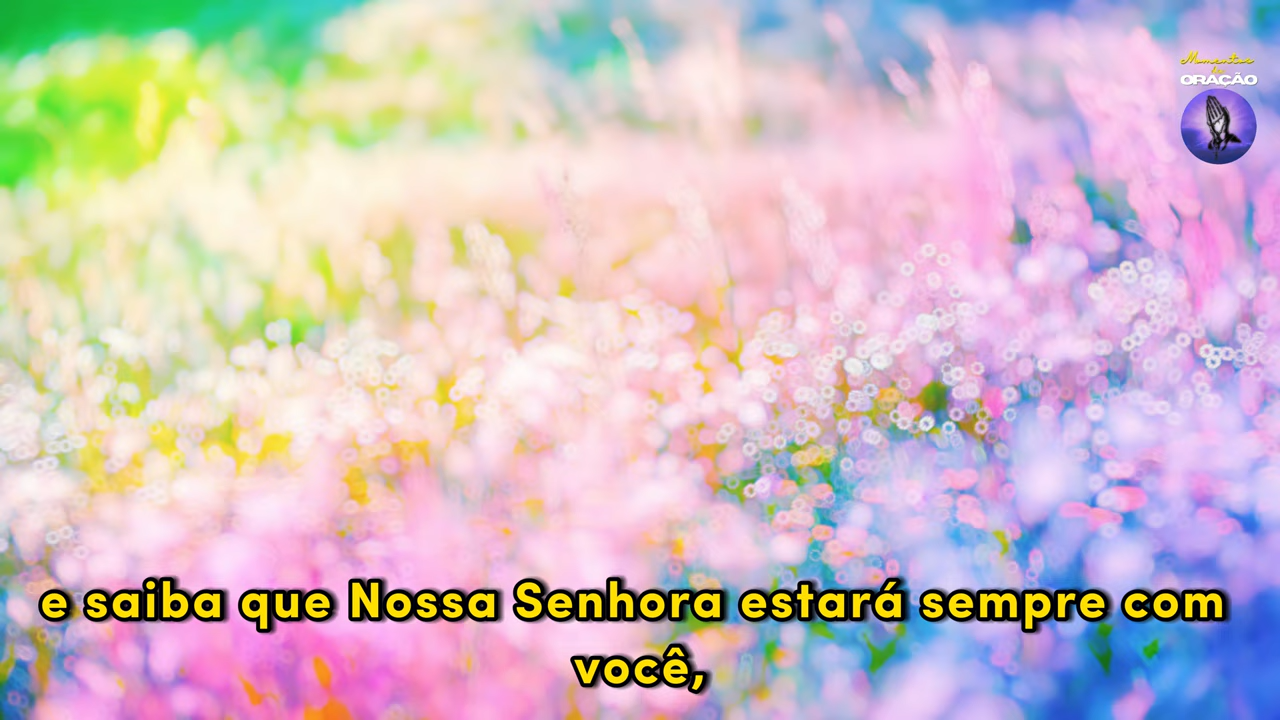 Momentos
de
ORAÇÃO
e saiba que Nossa Senhora estará sempre com
você,